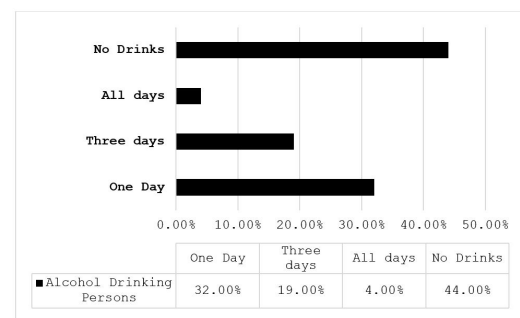 No Drinks
All days
Three days
One Day
0.00% 10.00% 20.00% 30.00% 40.00% 50.00%
One Day Three days All days No Drinks
Alcohol Drinking Persons 32.00% 19.00% 4.00% 44.00%